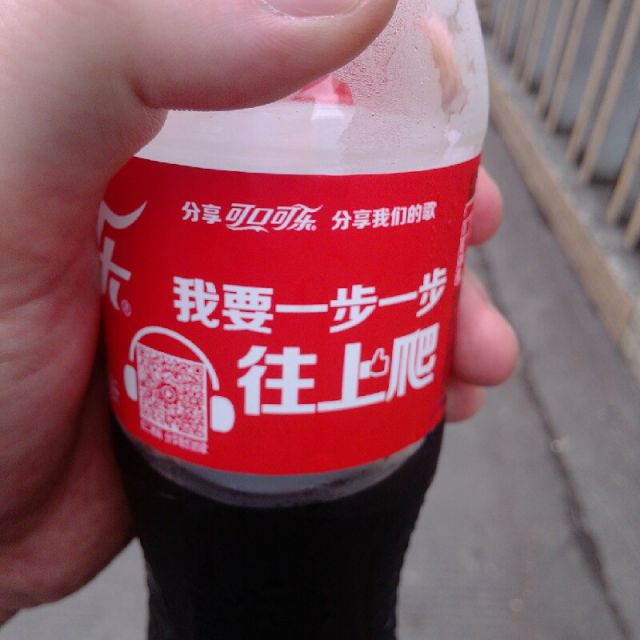 分享可口可乐 分享我们的歌
我要一步一步
往上爬